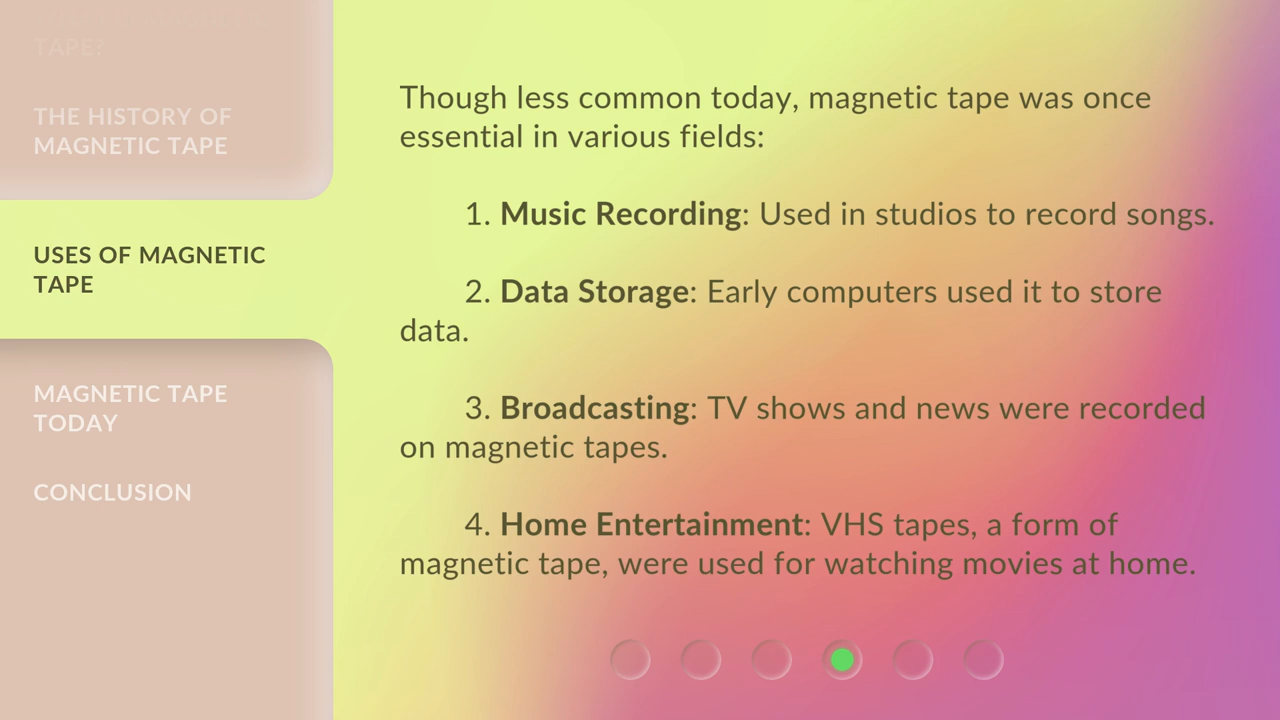 TAPE?
THE HISTORY OF
MAGNETIC TAPE
USES OF MAGNETIC
TAPE
MAGNETIC TAPE
TODAY
CONCLUSION
Though less common today, magnetic tape was once
essential in various fields:
1. Music Recording: Used in studios to record songs.
2. Data Storage: Early computers used it to store
data.
3. Broadcasting: TV shows and news were recorded
on magnetic tapes.
4. Home Entertainment: VHS tapes, a form of
magnetic tape, were used for watching movies at home.